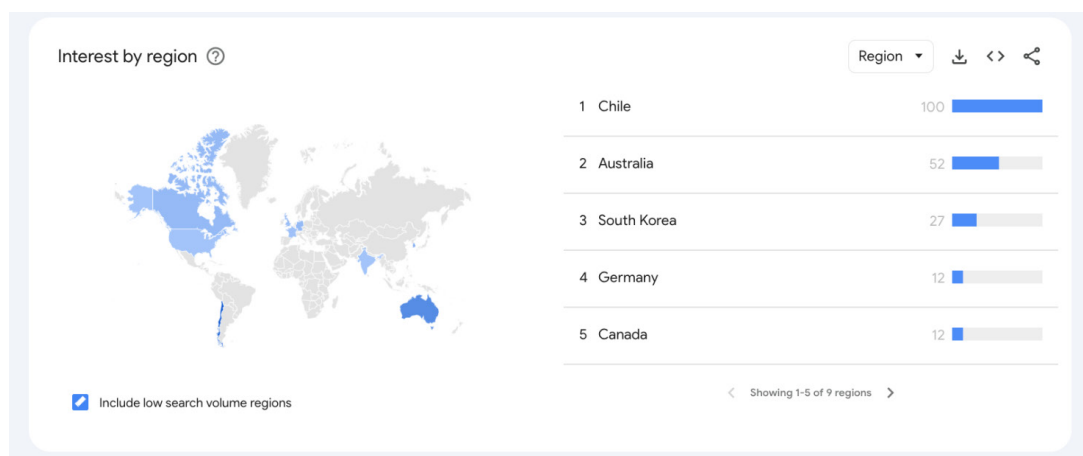 Interest by region
Region
1 Chile 100
2 Australia 52
3 South Korea 27
4 Germany 12
5 Canada 12
Include low search volume regions
Showing 1-5 of 9 regions